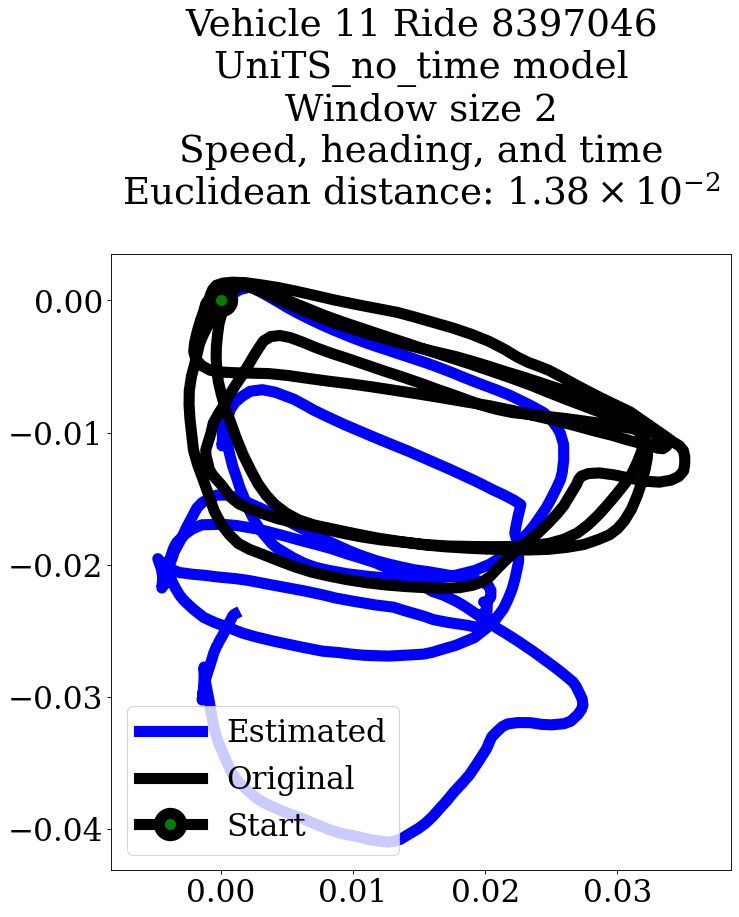 Vehicle 11 Ride 8397046
UniTS_no_time model
Window size 2
Speed, heading, and time
Euclidean distance: 1.38 × 10⁻²
0.00
−0.01
−0.02
−0.03
−0.04
Estimated
Original
Start
0.00 0.01 0.02 0.03